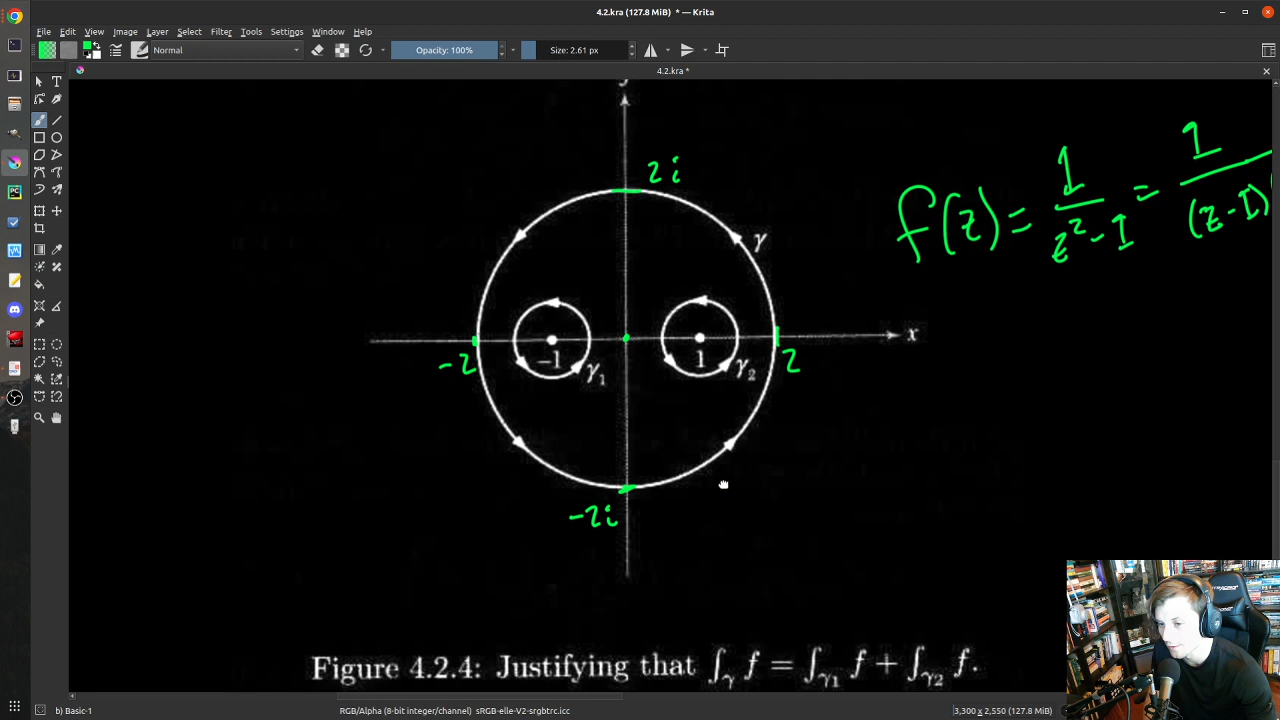 4.2.kra (127.8 MiB) * — Krita
File Edit View Image Layer Select Filter Tools Settings Window Help
Normal Opacity: 100% Size: 2.61 px
4.2.kra *
y
2i
γ
f(z) = 1/(z² - 1) = 1/((z - 1)
x
-2 -1 γ₁ 1 γ₂ 2
-2i
Figure 4.2.4: Justifying that ∫γ f = ∫γ₁ f + ∫γ₂ f.
b) Basic-1 RGB/Alpha (8-bit integer/channel) sRGB-elle-V2-srgbtrc.icc 3,300 x 2,550 (127.8 MiB)